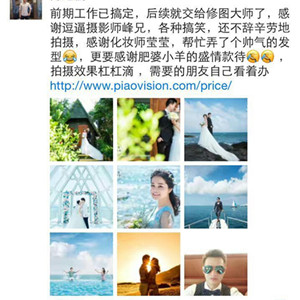 前期工作已搞定，后续就交给修图大师了，感
谢逗逼摄影师峰兄，各种搞笑，还不辞辛劳地
拍摄，感谢化妆师莹莹，帮忙弄了个帅气的发
型😄，更要感谢肥婆小羊的盛情款待😝😝，
拍摄效果杠杠滴 ，需要的朋友自己看着办
http://www.piaovision.com/price/